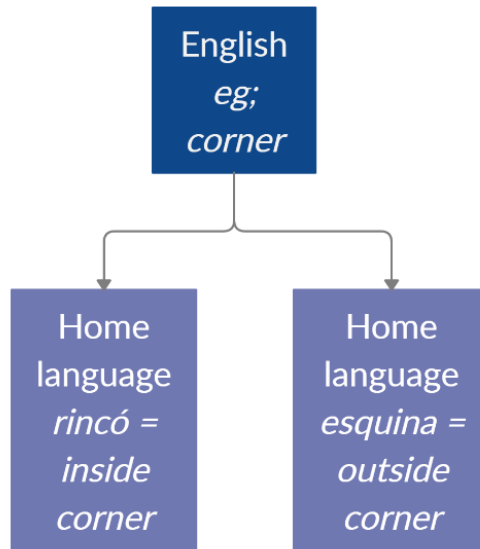 English
eg;
corner
Home
language
rincó =
inside
corner
Home
language
esquina =
outside
corner